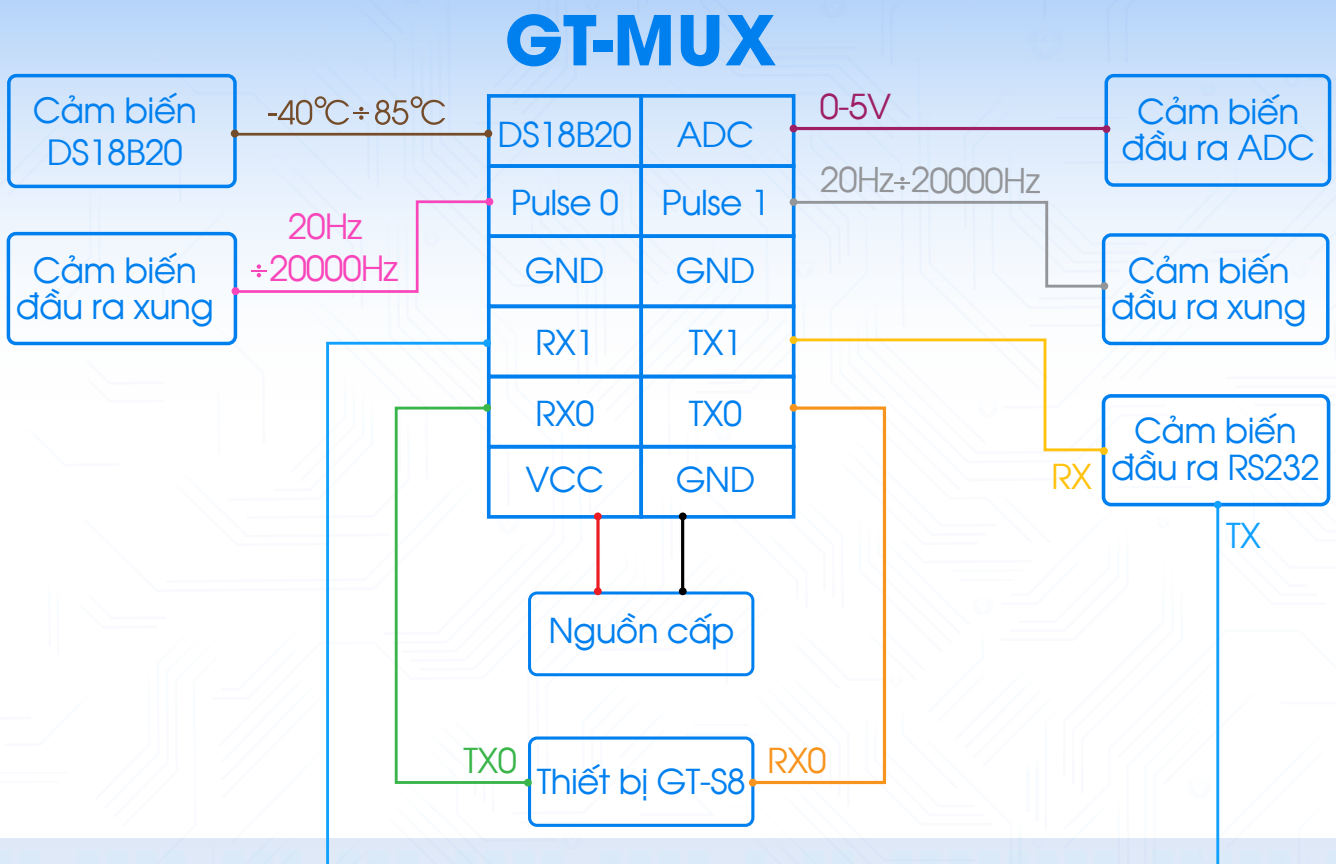 GT-MUX
Cảm biến
DS18B20
-40°C÷85°C
DS18B20
ADC
0-5V
Cảm biến
đầu ra ADC
Pulse 0
Pulse 1
20Hz÷20000Hz
20Hz
÷20000Hz
Cảm biến
đầu ra xung
GND
GND
Cảm biến
đầu ra xung
RX1
TX1
RX0
TX0
Cảm biến
đầu ra RS232
RX
VCC
GND
TX
Nguồn cấp
TX0
Thiết bị GT-S8
RX0